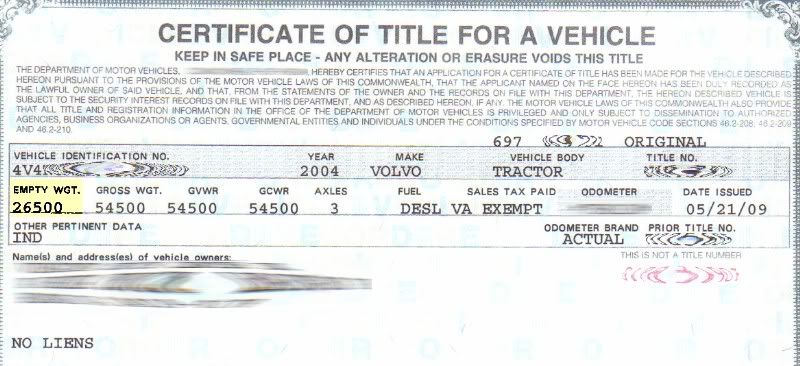 CERTIFICATE OF TITLE FOR A VEHICLE
KEEP IN SAFE PLACE - ANY ALTERATION OR ERASURE VOIDS THIS TITLE
THE DEPARTMENT OF MOTOR VEHICLES, HEREBY CERTIFIES THAT AN APPLICATION FOR A CERTIFICATE OF TITLE HAS BEEN MADE FOR THE VEHICLE DESCRIBED
HEREON PURSUANT TO THE PROVISIONS OF THE MOTOR VEHICLE LAWS OF THIS COMMONWEALTH, THAT THE APPLICANT NAMED ON THE FACE HEREON HAS BEEN DULY RECORDED AS
THE LAWFUL OWNER OF SAID VEHICLE, AND THAT, FROM THE STATEMENTS OF THE OWNER AND THE RECORDS ON FILE WITH THIS DEPARTMENT, THE HEREON DESCRIBED VEHICLE IS
SUBJECT TO THE SECURITY INTEREST RECORDS ON FILE WITH THIS DEPARTMENT, AND AS DESCRIBED HEREON, IF ANY. THE MOTOR VEHICLE LAWS OF THIS COMMONWEALTH ALSO PROVIDE
THAT ALL TITLE AND REGISTRATION INFORMATION IN THE OFFICE OF THE DEPARTMENT OF MOTOR VEHICLES IS PRIVILEGED AND ONLY SUBJECT TO DISSEMINATION TO AUTHORIZED
AGENCIES, BUSINESS ORGANIZATIONS OR AGENTS, GOVERNMENTAL ENTITIES AND INDIVIDUALS UNDER THE CONDITIONS SPECIFIED BY MOTOR VEHICLE CODE SECTIONS 46.2-208, 46.2-209
AND 46.2-210.
697 ORIGINAL
VEHICLE IDENTIFICATION NO. YEAR MAKE VEHICLE BODY TITLE NO.
4V4 2004 VOLVO TRACTOR
EMPTY WGT. GROSS WGT. GVWR GCWR AXLES FUEL SALES TAX PAID ODOMETER DATE ISSUED
26500 54500 54500 54500 3 DESL VA EXEMPT 05/21/09
OTHER PERTINENT DATA ODOMETER BRAND PRIOR TITLE NO.
IND ACTUAL
Name(s) and address(es) of vehicle owners: THIS IS NOT A TITLE NUMBER
NO LIENS